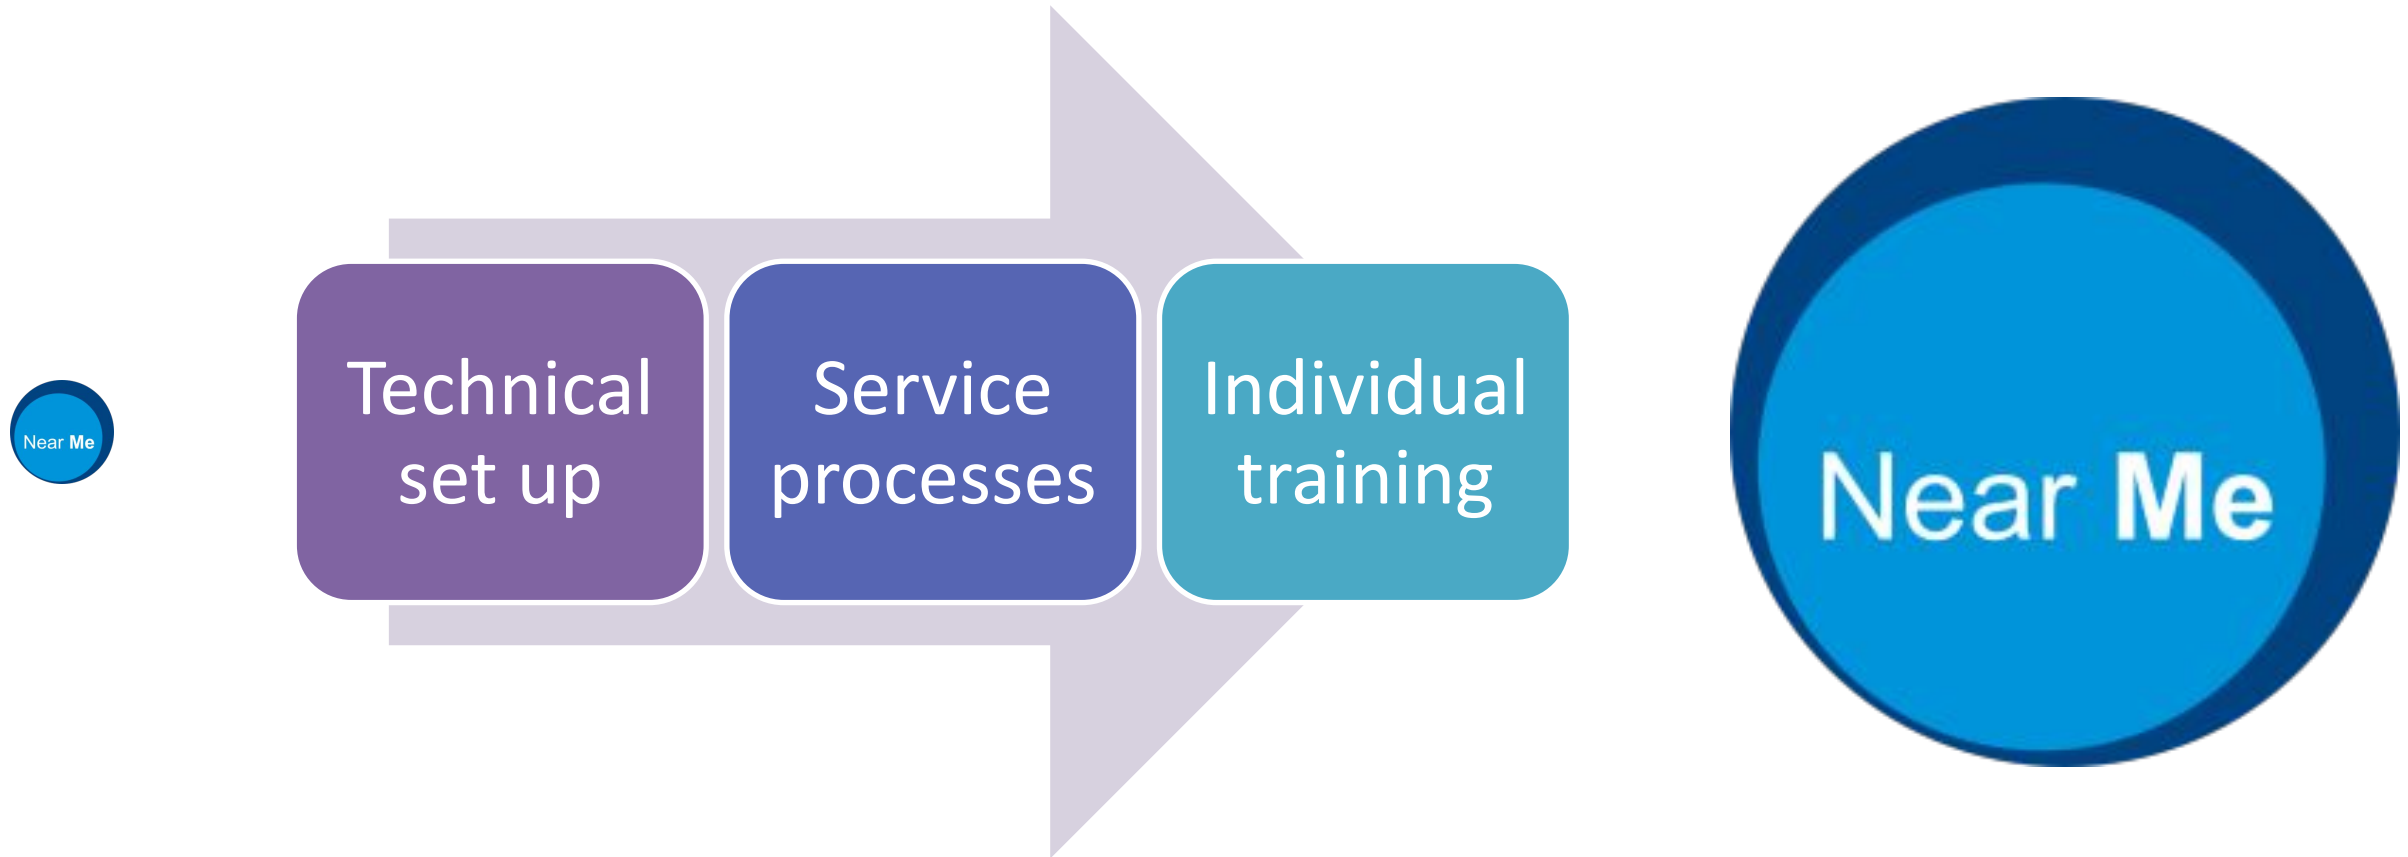 Near Me
Technical
set up
Service
processes
Individual
training
Near Me